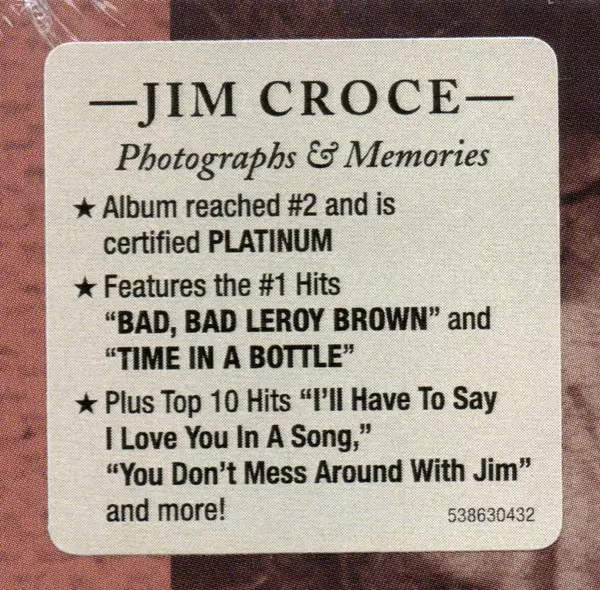 —JIM CROCE—
Photographs & Memories
★ Album reached #2 and is
certified PLATINUM
★ Features the #1 Hits
“BAD, BAD LEROY BROWN” and
“TIME IN A BOTTLE”
★ Plus Top 10 Hits “I’ll Have To Say
I Love You In A Song,”
“You Don’t Mess Around With Jim”
and more!
538630432